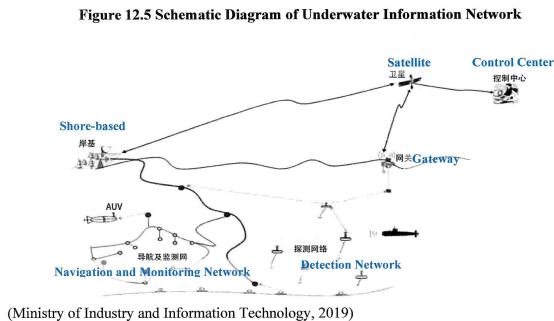 Figure 12.5 Schematic Diagram of Underwater Information Network
Satellite
卫星
Control Center
控制中心
Shore-based
岸基
网关
Gateway
AUV
导航及监测网
Navigation and Monitoring Network
探测网络
Detection Network
(Ministry of Industry and Information Technology, 2019)